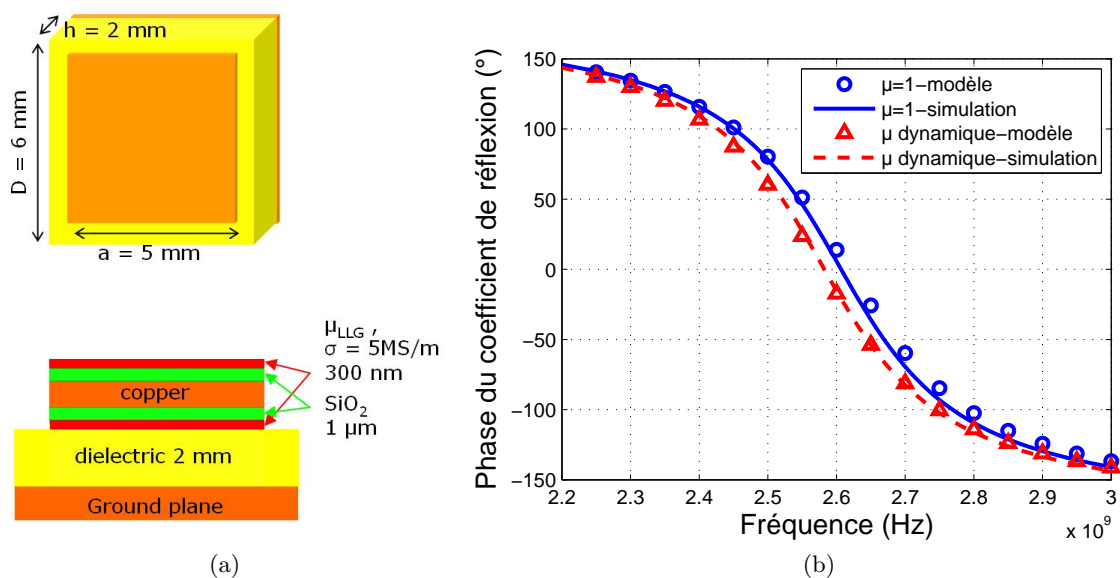 h = 2 mm
D = 6 mm
a = 5 mm
μLLG ,
σ = 5MS/m
300 nm
SiO2
1 μm
copper
dielectric 2 mm
Ground plane
(a)
Phase du coefficient de réflexion (°)
150
100
50
0
−50
−100
−150
μ=1−modèle
μ=1−simulation
μ dynamique−modèle
μ dynamique−simulation
2.2 2.3 2.4 2.5 2.6 2.7 2.8 2.9 3
Fréquence (Hz)
x 10^9
(b)